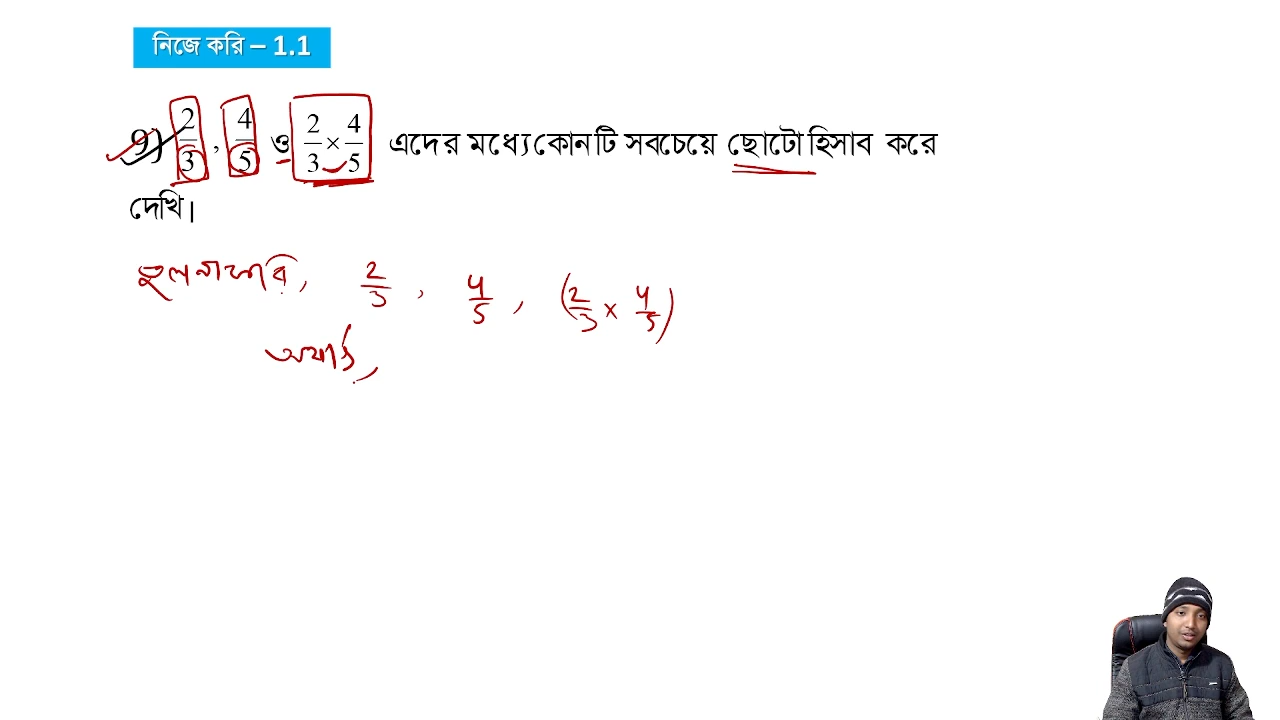 নিজে করি – 1.1
9) 2/3 , 4/5 ও 2/3 × 4/5 এদের মধ্যে কোনটি সবচেয়ে ছোটো হিসাব করে
দেখি।
তুলনা করি, 2/3 , 4/5 , (2/3 × 4/5)
অর্থাৎ,